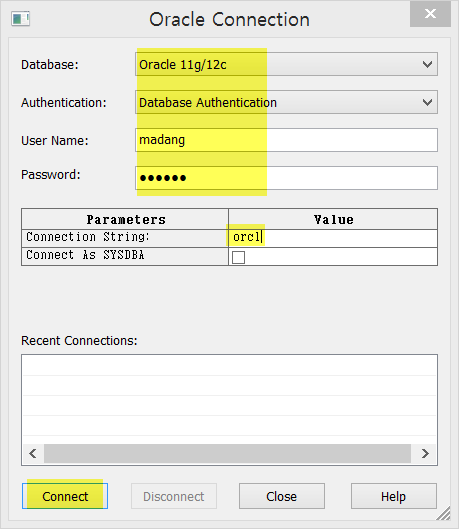 Oracle Connection
Database: Oracle 11g/12c
Authentication: Database Authentication
User Name: madang
Password: ●●●●●●
Parameters Value
Connection String: orcl
Connect As SYSDBA
Recent Connections:
Connect Disconnect Close Help